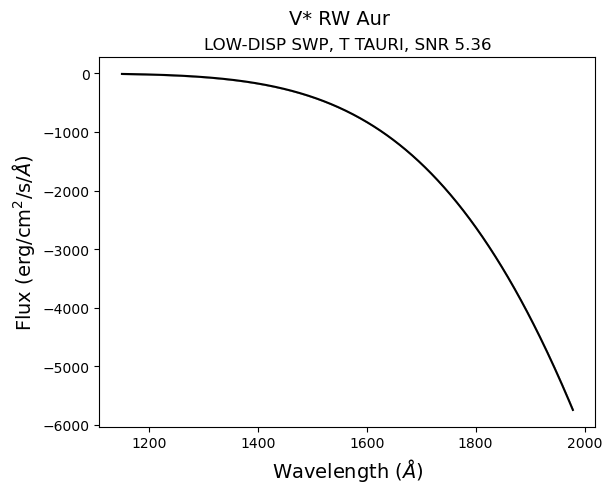 V* RW Aur
LOW-DISP SWP, T TAURI, SNR 5.36
Flux (erg/cm²/s/Å)
0
−1000
−2000
−3000
−4000
−5000
−6000
1200 1400 1600 1800 2000
Wavelength (Å)